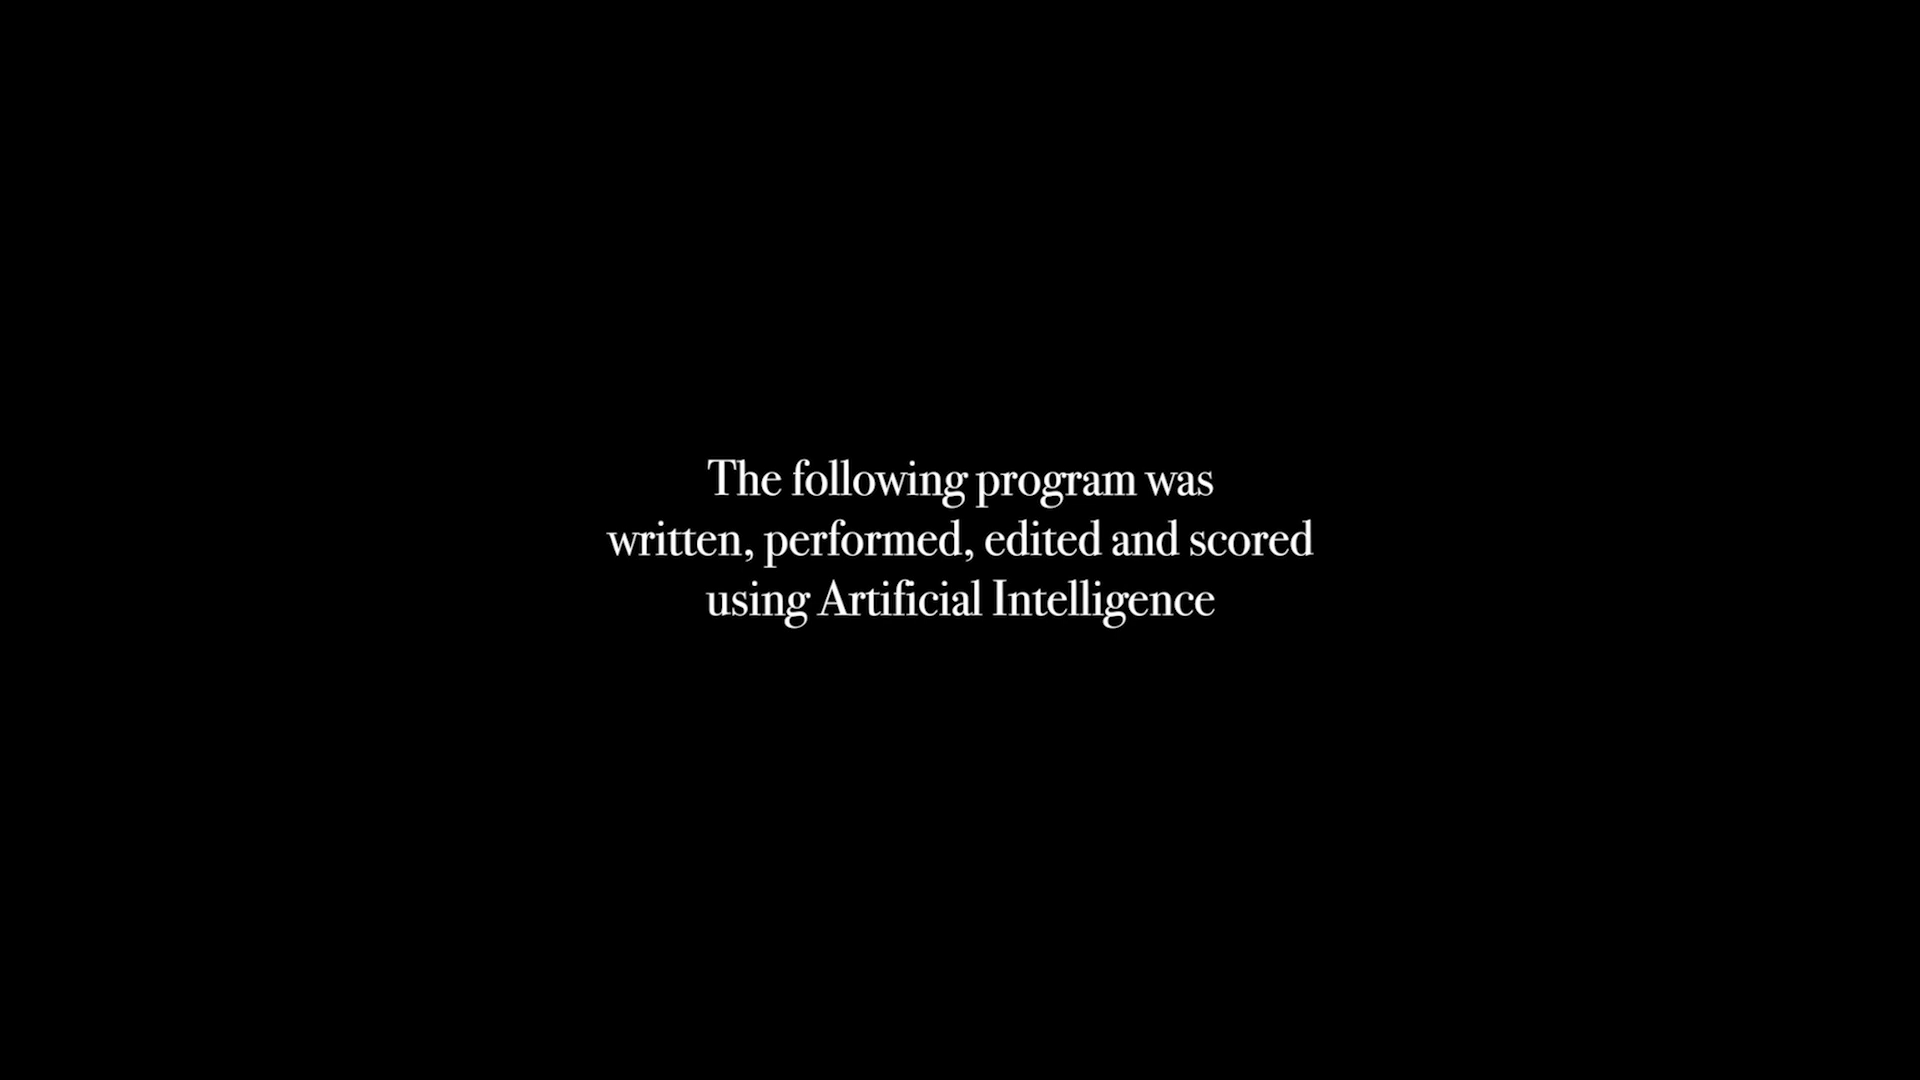 The following program was
written, performed, edited and scored
using Artificial Intelligence